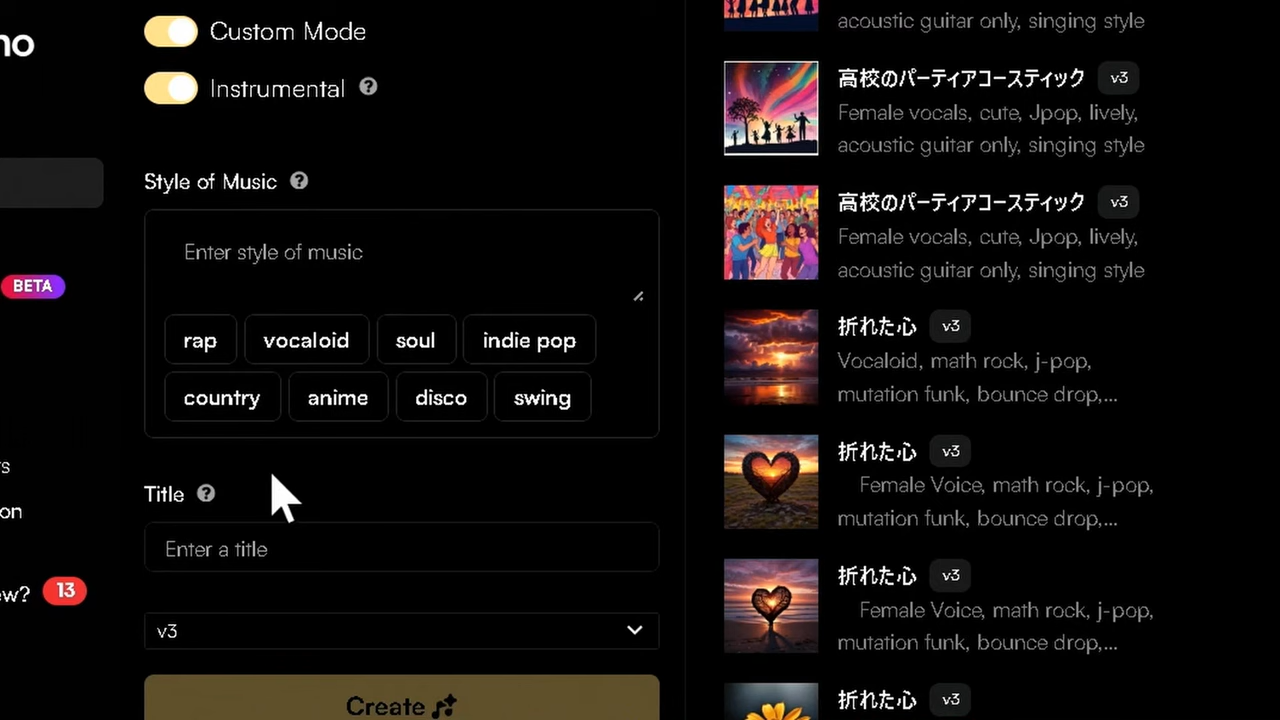 no
BETA
s
on
w?
13
Custom Mode
Instrumental ?
Style of Music ?
Enter style of music
rap
vocaloid
soul
indie pop
country
anime
disco
swing
Title ?
Enter a title
v3
Create
acoustic guitar only, singing style
高校のパーティアコースティック v3
Female vocals, cute, Jpop, lively,
acoustic guitar only, singing style
高校のパーティアコースティック v3
Female vocals, cute, Jpop, lively,
acoustic guitar only, singing style
折れた心 v3
Vocaloid, math rock, j-pop,
mutation funk, bounce drop,...
折れた心 v3
Female Voice, math rock, j-pop,
mutation funk, bounce drop,...
折れた心 v3
Female Voice, math rock, j-pop,
mutation funk, bounce drop,...
折れた心 v3